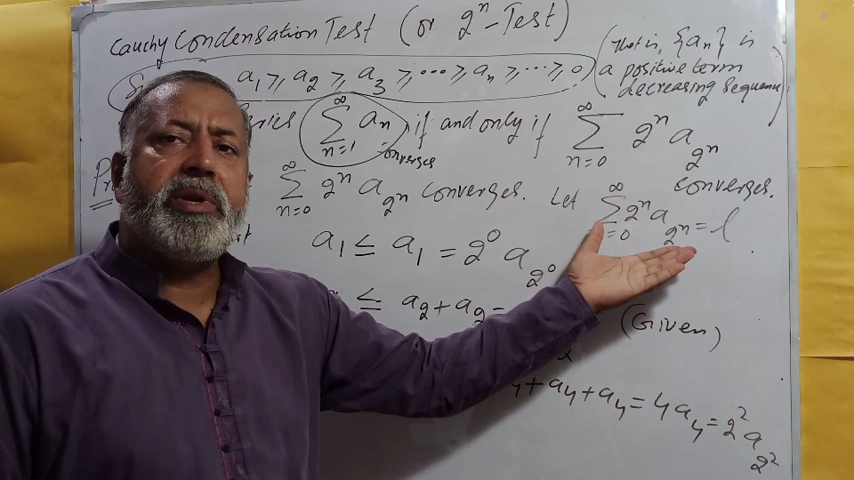 Cauchy Condensation Test (or 2ⁿ-Test)
a₁ ≥, a₂ ≥, a₃ ≥, ... ≥, aₙ ≥, ... ≥, 0
(That is, {aₙ} is
a positive term
decreasing sequence)
∑_{n=1}^{∞} aₙ converges if and only if ∑_{n=0}^{∞} 2ⁿ a_{2ⁿ}
converges.
∑_{n=0}^{∞} 2ⁿ a_{2ⁿ} converges. Let ∑_{=0}^{∞} 2ⁿ a_{2ⁿ} = l
a₁ ≤ a₁ = 2⁰ a_{2⁰}
≤ a₂ + a₂ =
(Given)
+ a₄ + a₄ = 4a₄ = 2² a_{2²}